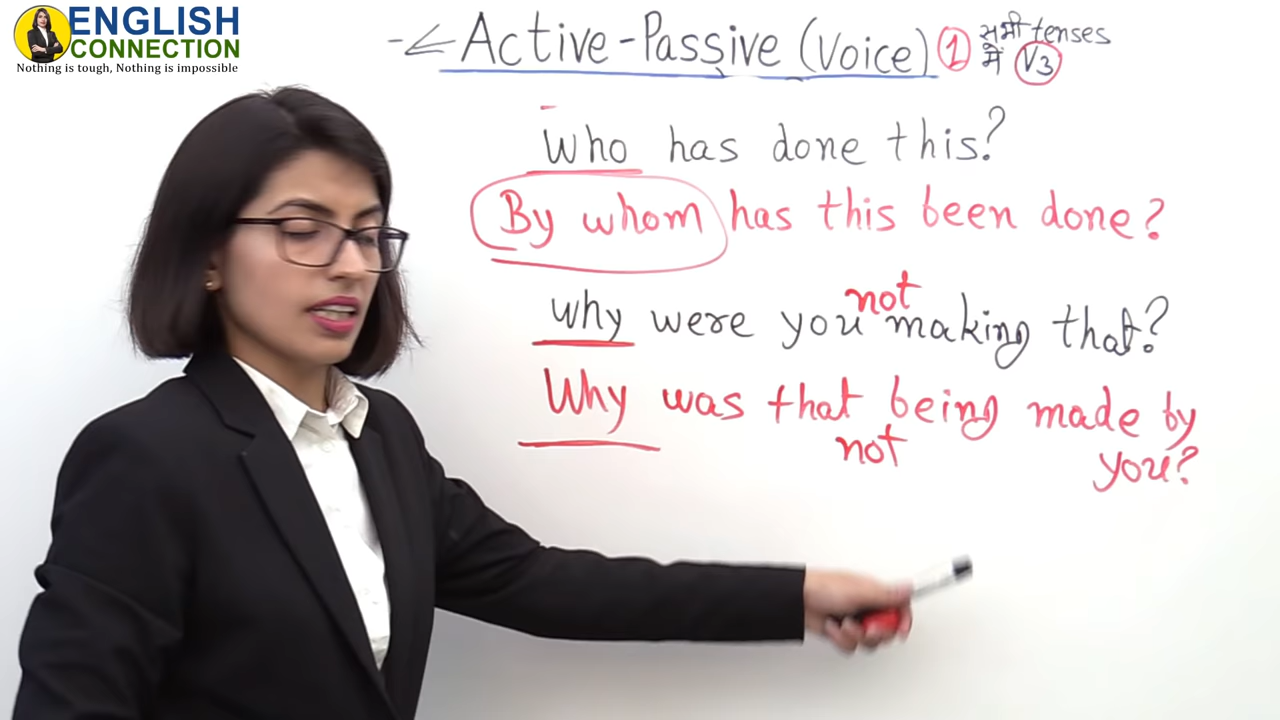 ENGLISH
CONNECTION
Nothing is tough, Nothing is impossible
Active-Passive (Voice) 1 सभी tenses
में V3
Who has done this?
By whom has this been done?
not
why were you making that?
Why was that being made by
not you?